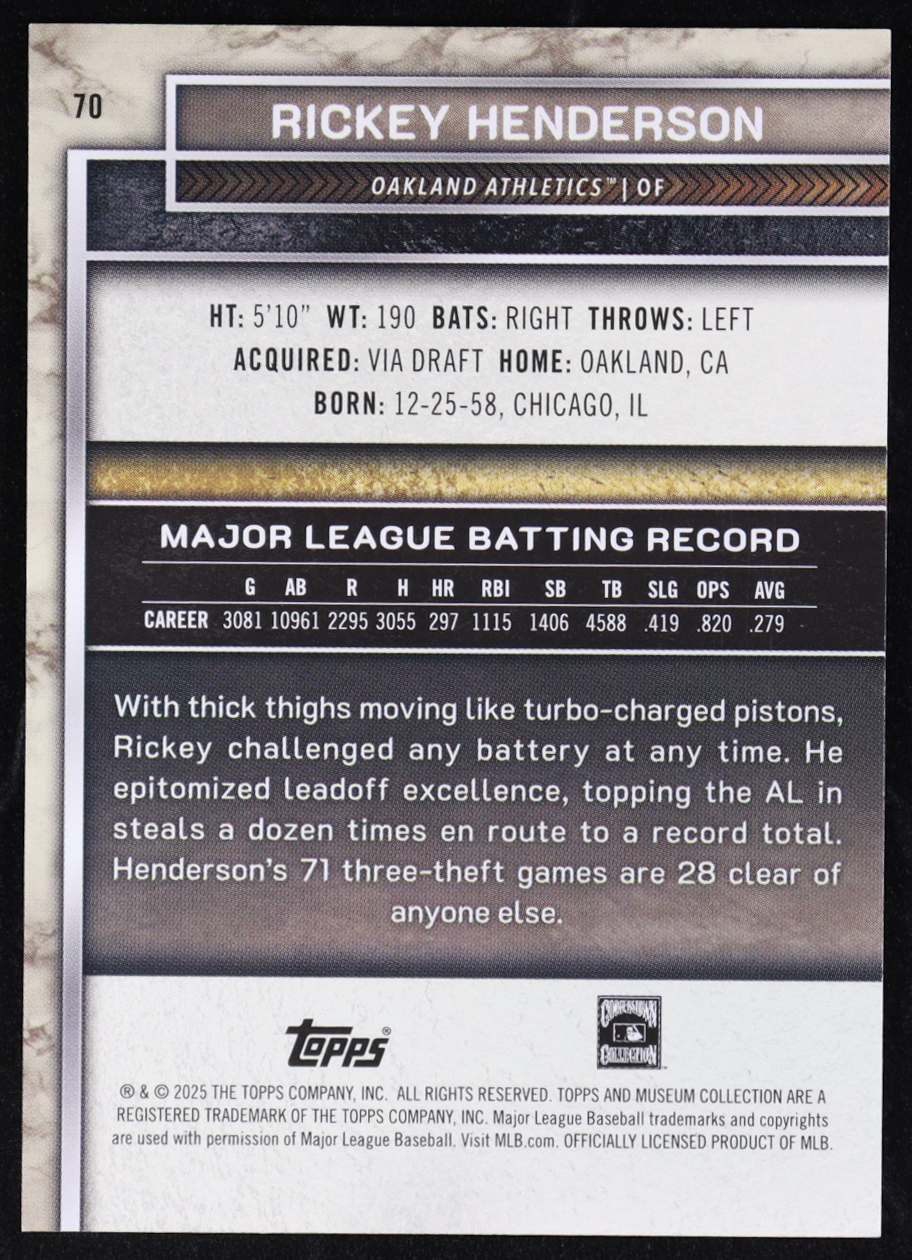 70
RICKEY HENDERSON
OAKLAND ATHLETICS™ | OF
HT: 5'10" WT: 190 BATS: RIGHT THROWS: LEFT
ACQUIRED: VIA DRAFT HOME: OAKLAND, CA
BORN: 12-25-58, CHICAGO, IL
MAJOR LEAGUE BATTING RECORD
G AB R H HR RBI SB TB SLG OPS AVG
CAREER 3081 10961 2295 3055 297 1115 1406 4588 .419 .820 .279
With thick thighs moving like turbo-charged pistons,
Rickey challenged any battery at any time. He
epitomized leadoff excellence, topping the AL in
steals a dozen times en route to a record total.
Henderson's 71 three-theft games are 28 clear of
anyone else.
topps®
COOPERSTOWN
COLLECTION
® & © 2025 THE TOPPS COMPANY, INC. ALL RIGHTS RESERVED. TOPPS AND MUSEUM COLLECTION ARE A
REGISTERED TRADEMARK OF THE TOPPS COMPANY, INC. Major League Baseball trademarks and copyrights
are used with permission of Major League Baseball. Visit MLB.com. OFFICIALLY LICENSED PRODUCT OF MLB.